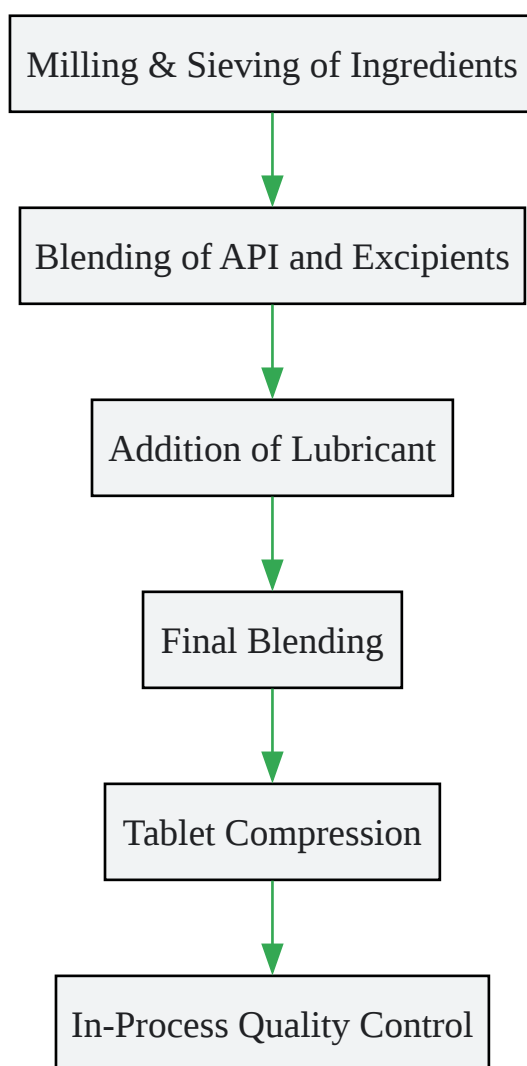 Milling & Sieving of Ingredients
Blending of API and Excipients
Addition of Lubricant
Final Blending
Tablet Compression
In-Process Quality Control